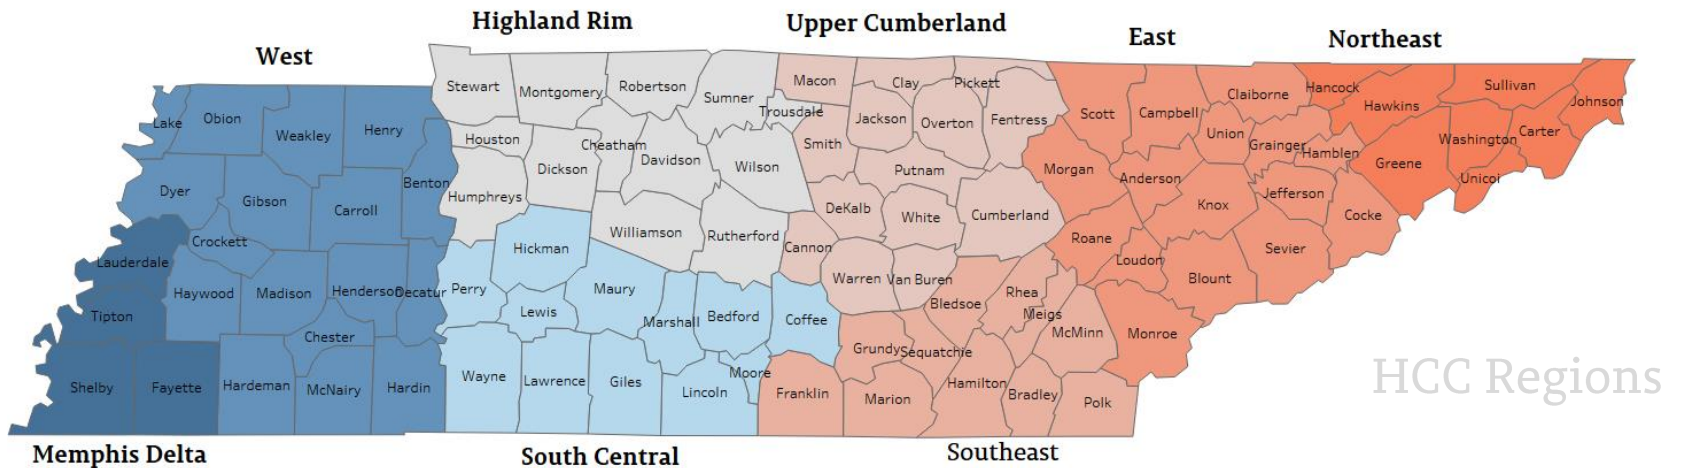 Highland Rim
Upper Cumberland
East
Northeast
West
Stewart
Montgomery
Robertson
Sumner
Macon
Clay
Pickett
Trousdale
Jackson
Overton
Fentress
Smith
Putnam
Scott
Campbell
Claiborne
Hancock
Hawkins
Sullivan
Johnson
Lake
Obion
Weakley
Henry
Houston
Cheatham
Dickson
Davidson
Wilson
Morgan
Anderson
Union
Grainger
Hamblen
Greene
Washington
Carter
Unicoi
Dyer
Gibson
Carroll
Benton
Humphreys
Williamson
Rutherford
DeKalb
White
Cumberland
Cannon
Knox
Jefferson
Cocke
Crockett
Lauderdale
Hickman
Warren
Van Buren
Roane
Loudon
Blount
Sevier
Haywood
Madison
Henderson
Decatur
Perry
Lewis
Maury
Marshall
Bedford
Coffee
Bledsoe
Rhea
Meigs
McMinn
Monroe
Tipton
Chester
Grundy
Sequatchie
Shelby
Fayette
Hardeman
McNairy
Hardin
Wayne
Lawrence
Giles
Lincoln
Moore
Franklin
Marion
Hamilton
Bradley
Polk
HCC Regions
Memphis Delta
South Central
Southeast